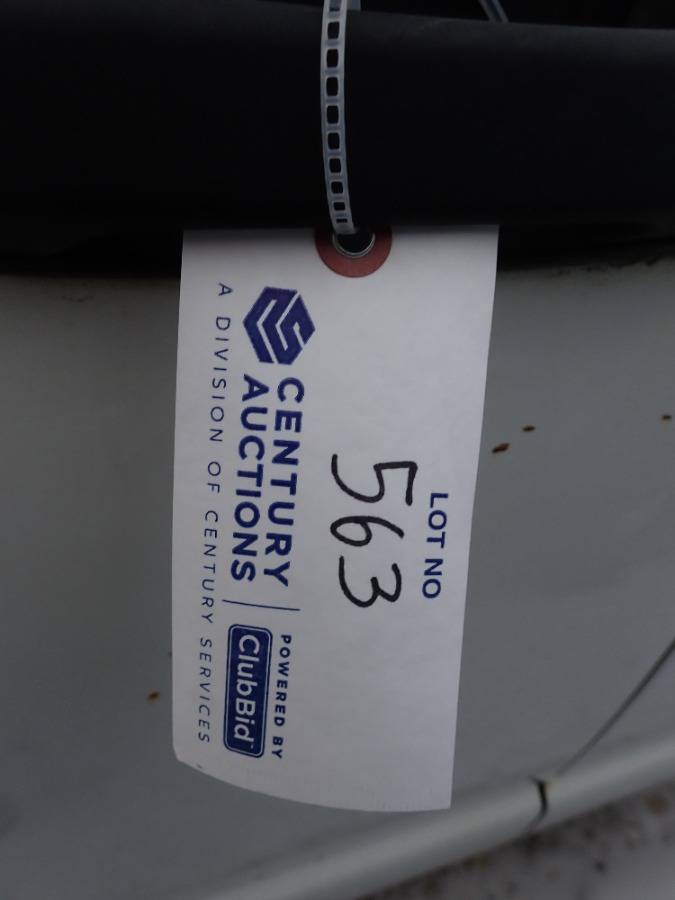 LOT NO
563
CENTURY
AUCTIONS
POWERED BY
ClubBid
A DIVISION OF CENTURY SERVICES